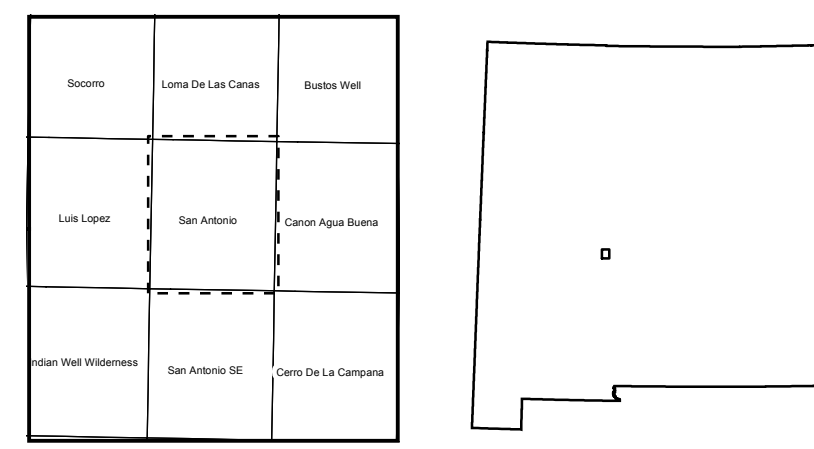 Socorro
Loma De Las Canas
Bustos Well
Luis Lopez
San Antonio
Canon Agua Buena
ndian Well Wilderness
San Antonio SE
Cerro De La Campana